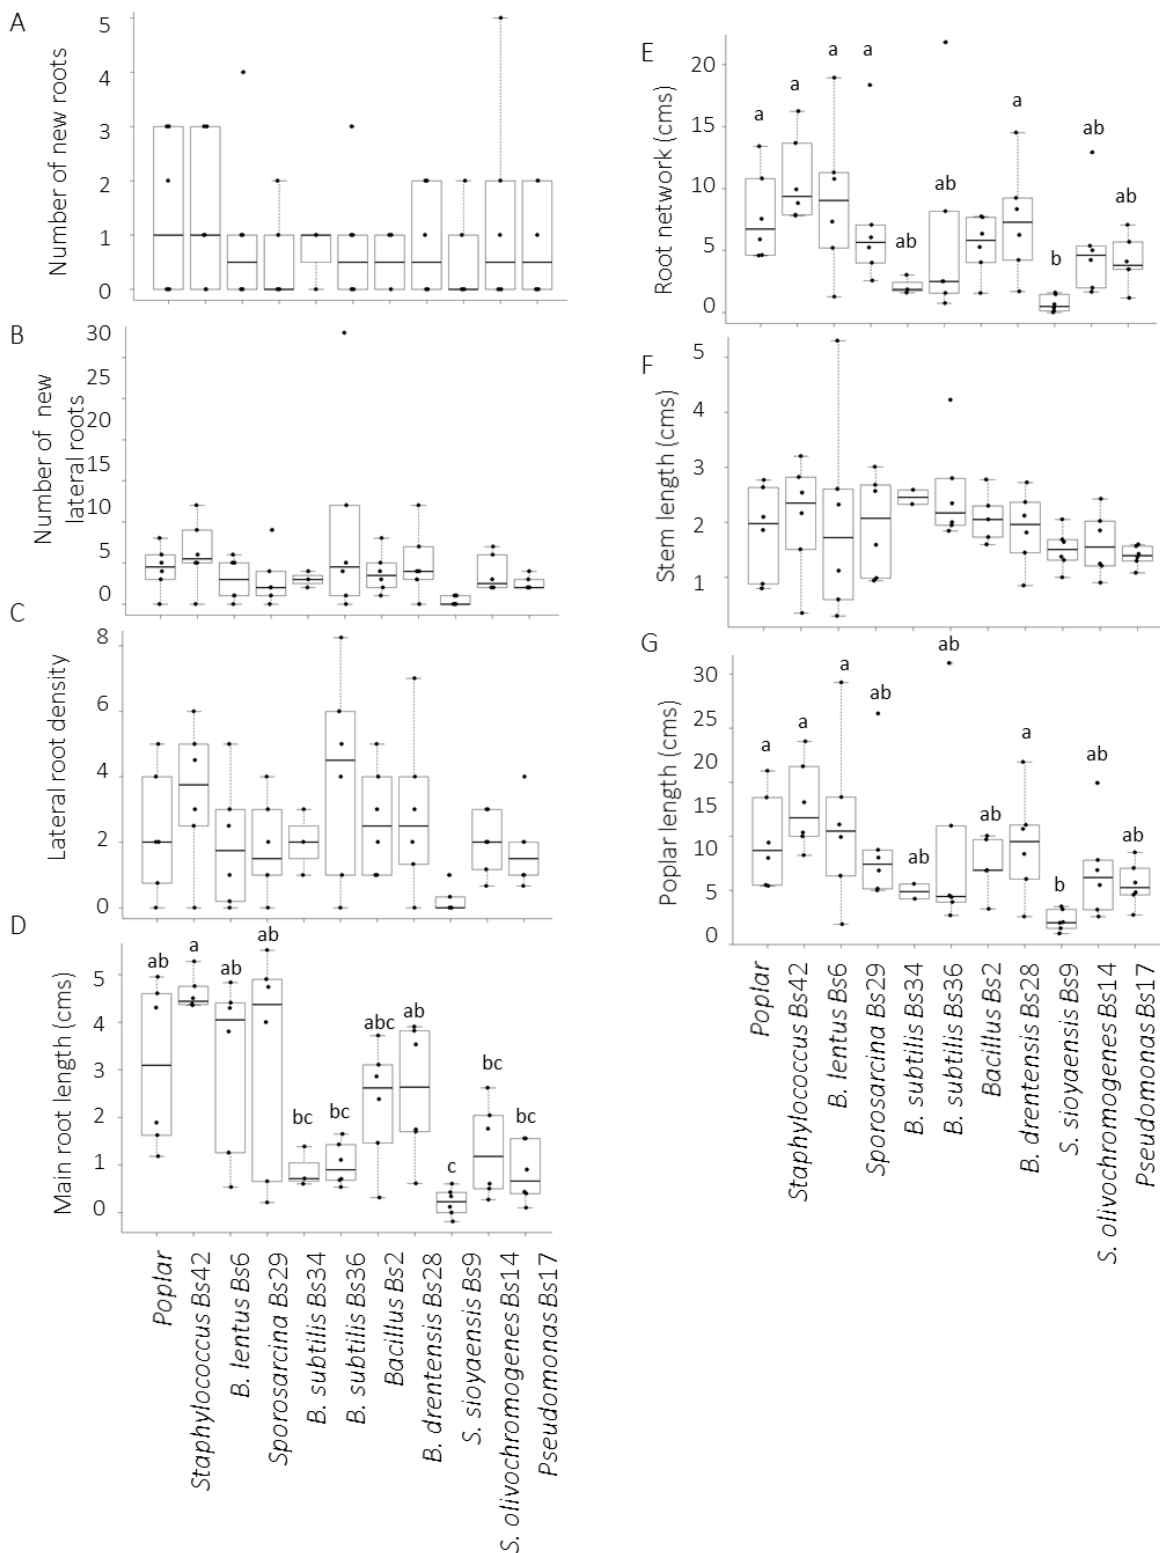 A
Number of new roots
5
4
3
2
1
0
B
Number of new
lateral roots
30
25
20
15
10
5
0
C
Lateral root density
8
6
4
2
0
D
Main root length (cms)
5
4
3
2
1
0
ab
a
ab
ab
bc
bc
abc
ab
c
bc
bc
Poplar
Staphylococcus Bs42
B. lentus Bs6
Sporosarcina Bs29
B. subtilis Bs34
B. subtilis Bs36
Bacillus Bs2
B. drentensis Bs28
S. sioyaensis Bs9
S. olivochromogenes Bs14
Pseudomonas Bs17
E
Root network (cms)
20
15
10
5
0
a
a
a
a
ab
ab
a
b
ab
ab
F
Stem length (cms)
5
4
3
2
1
G
Poplar length (cms)
30
25
20
15
10
5
0
a
a
a
ab
ab
ab
ab
a
b
ab
ab
Poplar
Staphylococcus Bs42
B. lentus Bs6
Sporosarcina Bs29
B. subtilis Bs34
B. subtilis Bs36
Bacillus Bs2
B. drentensis Bs28
S. sioyaensis Bs9
S. olivochromogenes Bs14
Pseudomonas Bs17